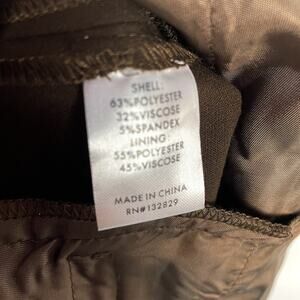 SHELL:
63%POLYESTER
32%VISCOSE
5%SPANDEX
LINING:
55%POLYESTER
45%VISCOSE
MADE IN CHINA
RN#132829